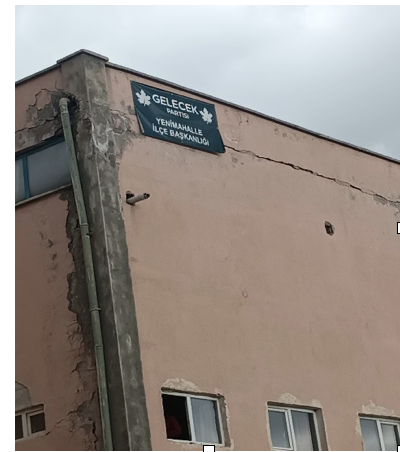 GELECEK
PARTİSİ
YENİMAHALLE
İLÇE BAŞKANLIĞI